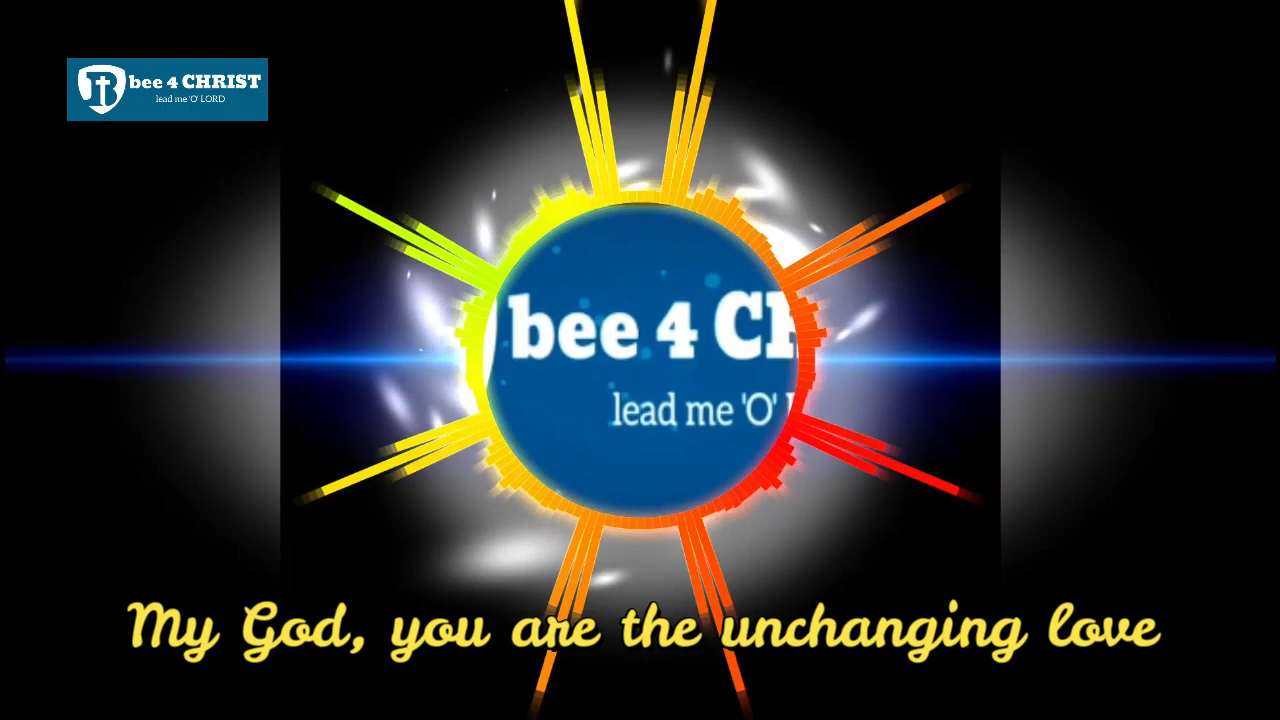 bee 4 CHRIST
lead me 'O' LORD
bee 4 CH
lead me 'O'
My God, you are the unchanging love